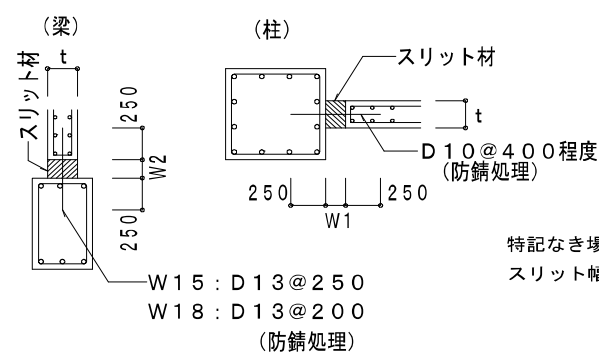 (梁)
t
スリット材
250
W2
250
W15：D13@250
W18：D13@200
(防錆処理)
(柱)
スリット材
t
D10@400程度
(防錆処理)
250
W1
250
特記なき場
スリット幅